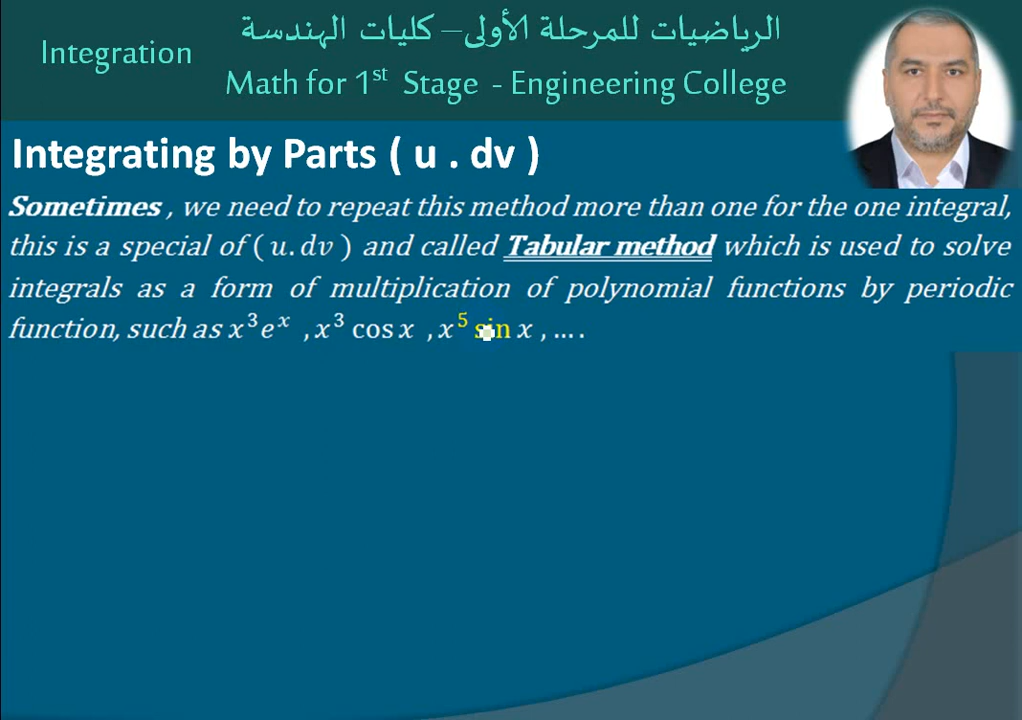 الرياضيات للمرحلة الأولى – كليات الهندسة
Integration
Math for 1st Stage - Engineering College
Integrating by Parts ( u . dv )
Sometimes , we need to repeat this method more than one for the one integral,
this is a special of ( u. dv ) and called Tabular method which is used to solve
integrals as a form of multiplication of polynomial functions by periodic
function, such as x³eˣ , x³ cos x , x⁵ sin x , ... .